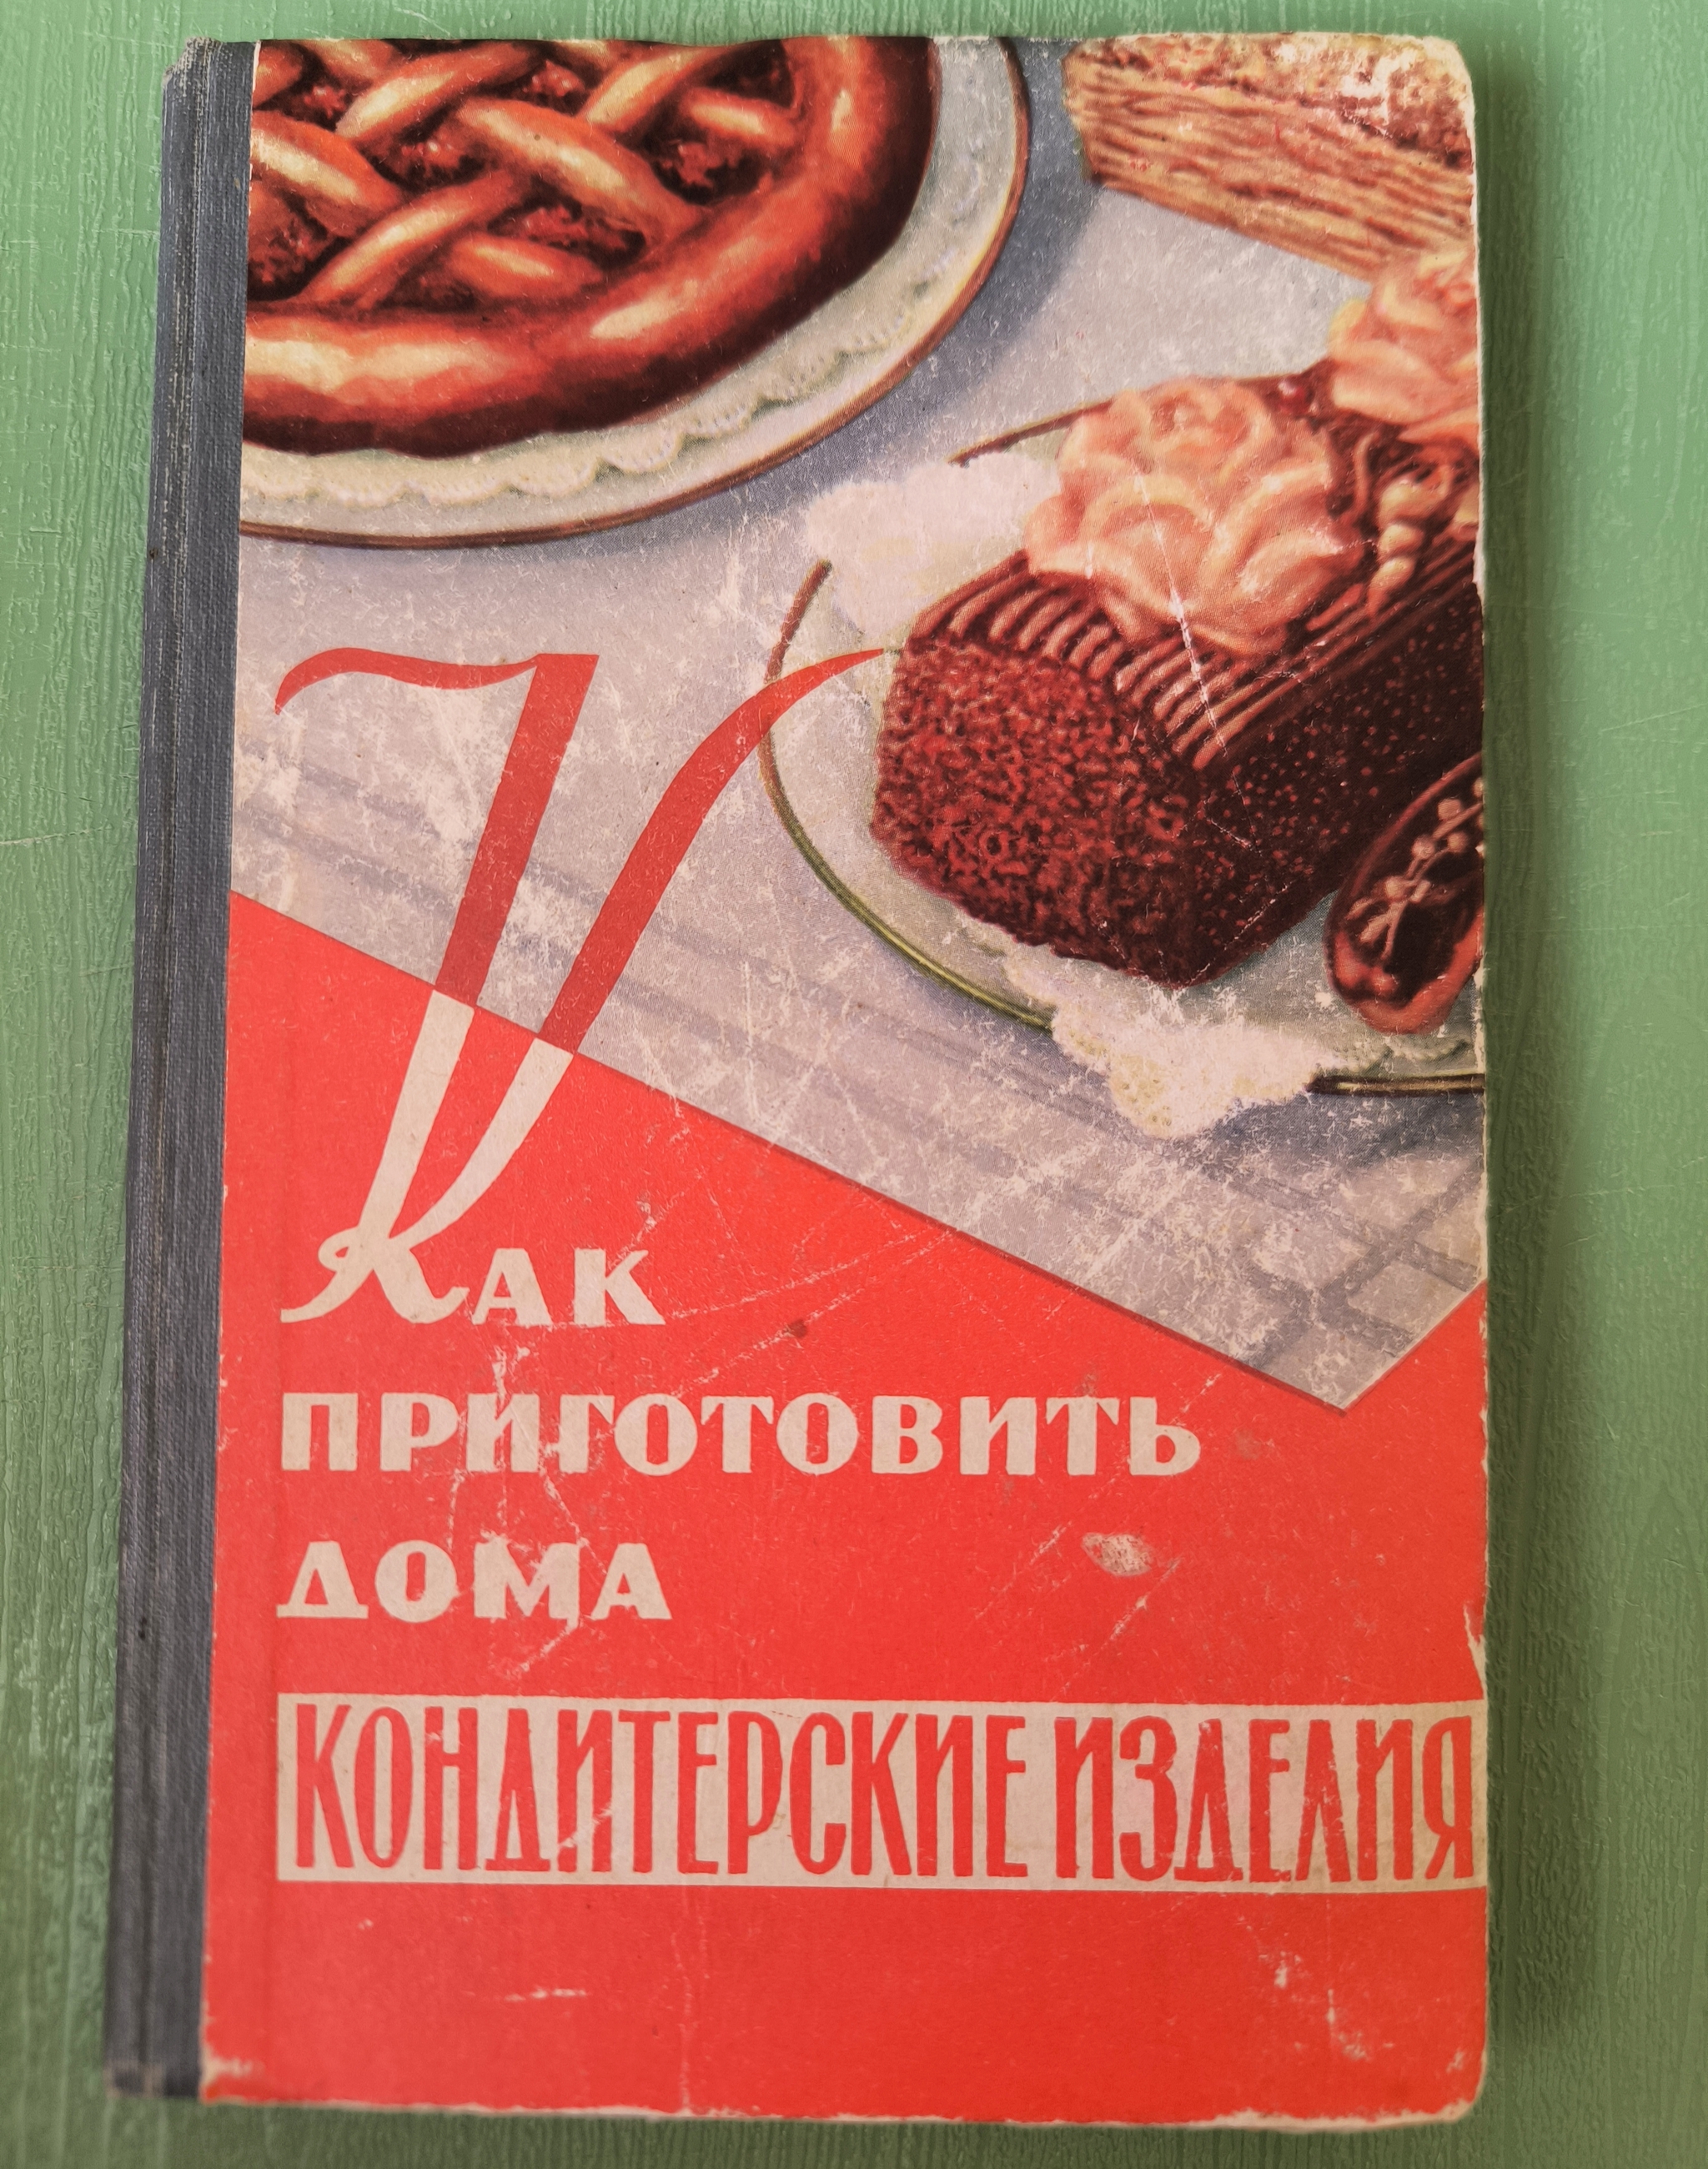 Как
приготовить
дома
кондитерские изделия